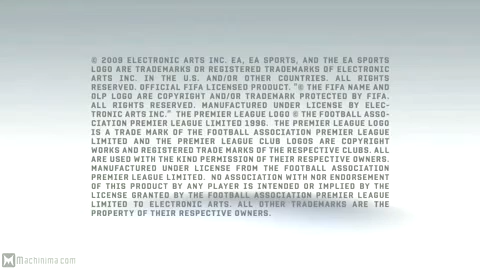 © 2009 ELECTRONIC ARTS INC. EA, EA SPORTS, AND THE EA SPORTS
LOGO ARE TRADEMARKS OR REGISTERED TRADEMARKS OF ELECTRONIC
ARTS INC. IN THE U.S. AND/OR OTHER COUNTRIES. ALL RIGHTS
RESERVED. OFFICIAL FIFA LICENSED PRODUCT. "© THE FIFA NAME AND
OLP LOGO ARE COPYRIGHT AND/OR TRADEMARK PROTECTED BY FIFA.
ALL RIGHTS RESERVED. MANUFACTURED UNDER LICENSE BY ELEC-
TRONIC ARTS INC." THE PREMIER LEAGUE LOGO © THE FOOTBALL ASSO-
CIATION PREMIER LEAGUE LIMITED 1996. THE PREMIER LEAGUE LOGO
IS A TRADE MARK OF THE FOOTBALL ASSOCIATION PREMIER LEAGUE
LIMITED AND THE PREMIER LEAGUE CLUB LOGOS ARE COPYRIGHT
WORKS AND REGISTERED TRADE MARKS OF THE RESPECTIVE CLUBS. ALL
ARE USED WITH THE KIND PERMISSION OF THEIR RESPECTIVE OWNERS.
MANUFACTURED UNDER LICENSE FROM THE FOOTBALL ASSOCIATION
PREMIER LEAGUE LIMITED. NO ASSOCIATION WITH NOR ENDORSEMENT
OF THIS PRODUCT BY ANY PLAYER IS INTENDED OR IMPLIED BY THE
LICENSE GRANTED BY THE FOOTBALL ASSOCIATION PREMIER LEAGUE
LIMITED TO ELECTRONIC ARTS. ALL OTHER TRADEMARKS ARE THE
PROPERTY OF THEIR RESPECTIVE OWNERS.
Machinima.com